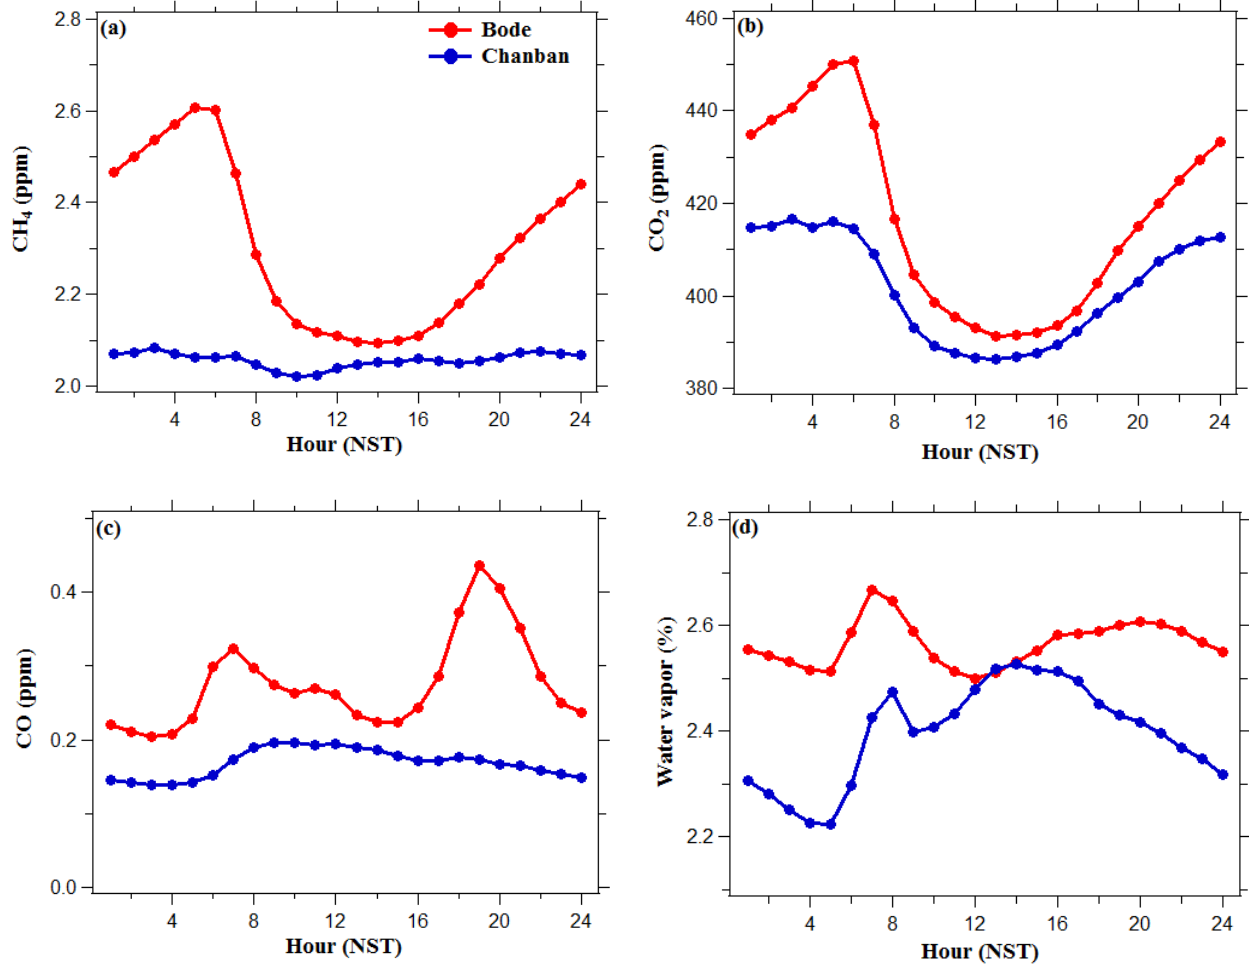 (a)
Bode
Chanban
CH4 (ppm)
2.8
2.6
2.4
2.2
2.0
4 8 12 16 20 24
Hour (NST)
(b)
CO2 (ppm)
460
440
420
400
380
4 8 12 16 20 24
Hour (NST)
(c)
CO (ppm)
0.4
0.2
0.0
4 8 12 16 20 24
Hour (NST)
(d)
Water vapor (%)
2.8
2.6
2.4
2.2
4 8 12 16 20 24
Hour (NST)